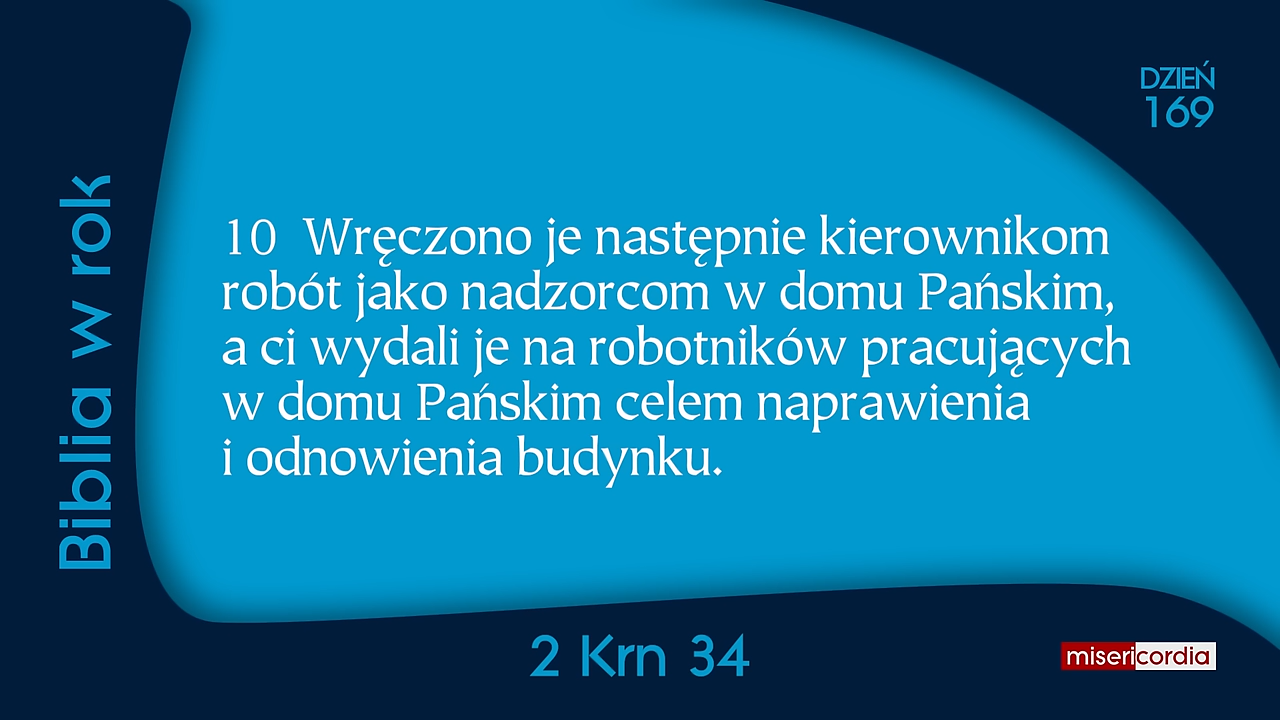 DZIEŃ
169
Biblia w rok
10 Wręczono je następnie kierownikom
robót jako nadzorcom w domu Pańskim,
a ci wydali je na robotników pracujących
w domu Pańskim celem naprawienia
i odnowienia budynku.
2 Krn 34
misericordia